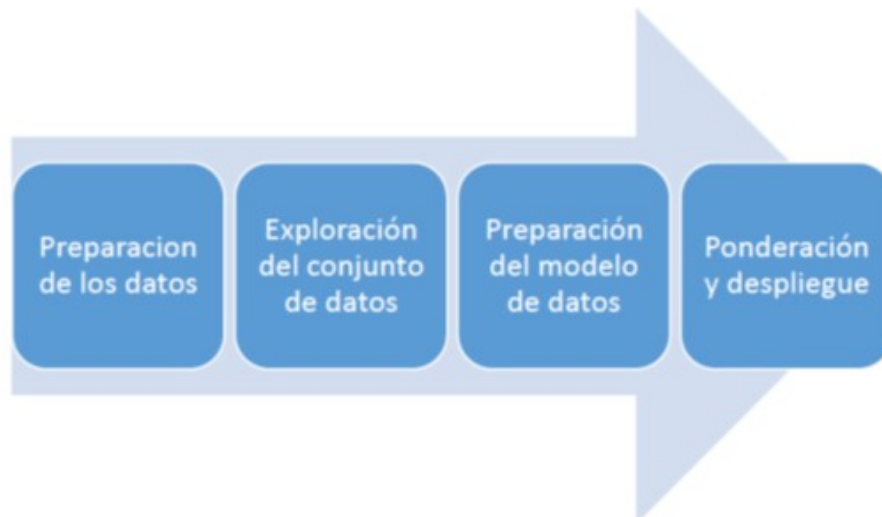 Preparacion
de los datos
Exploración
del conjunto
de datos
Preparación
del modelo
de datos
Ponderación
y despliegue